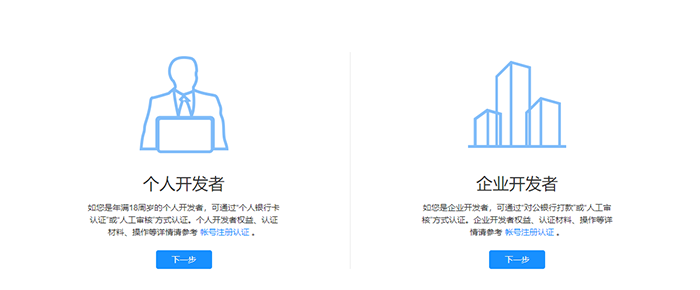 个人开发者
如您是年满18周岁的个人开发者，可通过“个人银行卡
认证”或“人工审核”方式认证。个人开发者权益、认证
材料、操作等详情请参考 帐号注册认证 。
下一步
企业开发者
如您是企业开发者，可通过“对公银行打款”或“人工审
核”方式认证。企业开发者权益、认证材料、操作等详
情请参考 帐号注册认证 。
下一步